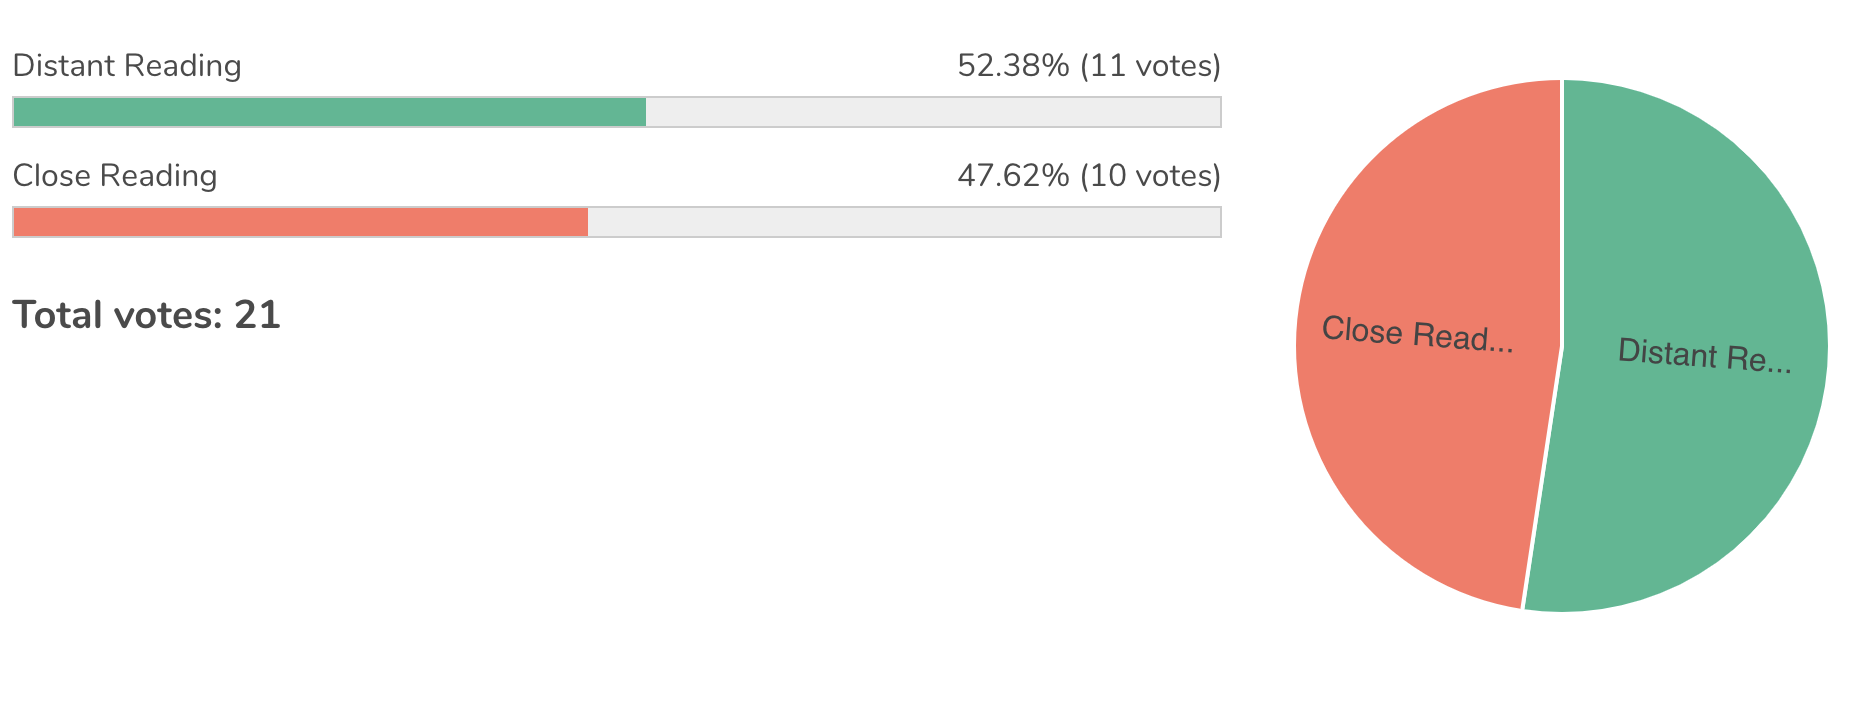 Distant Reading 52.38% (11 votes)
Close Reading 47.62% (10 votes)
Total votes: 21
Close Read...
Distant Re...